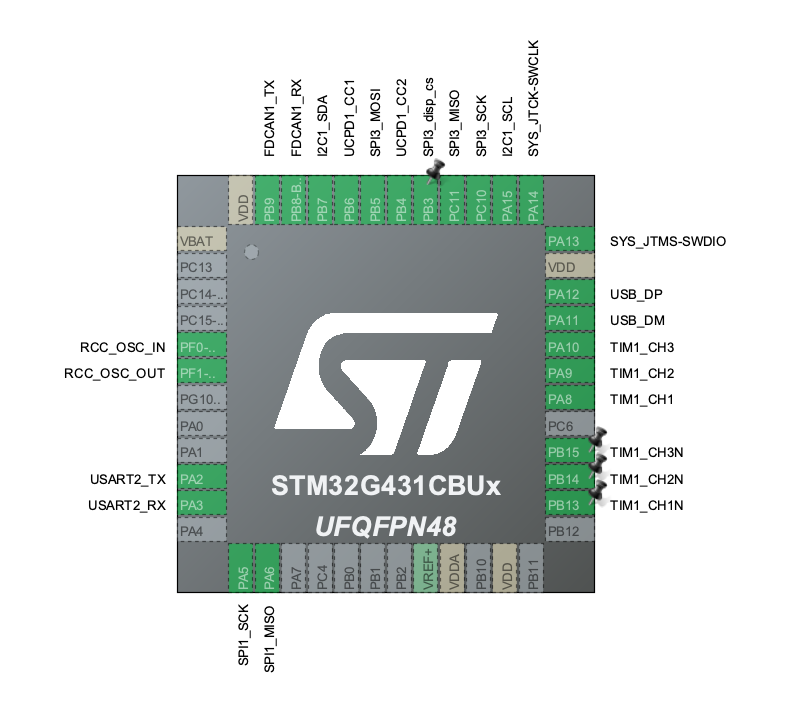 FDCAN1_TX
FDCAN1_RX
I2C1_SDA
UCPD1_CC1
SPI3_MOSI
UCPD1_CC2
SPI3_disp_cs
SPI3_MISO
SPI3_SCK
I2C1_SCL
SYS_JTCK-SWCLK
VDD
PB9
PB8-B..
PB7
PB6
PB5
PB4
PB3
PC11
PC10
PA15
PA14
VBAT
PC13
PC14-..
PC15-..
RCC_OSC_IN PF0-..
RCC_OSC_OUT PF1-..
PG10..
PA0
PA1
USART2_TX PA2
USART2_RX PA3
PA4
PA13 SYS_JTMS-SWDIO
VDD
PA12 USB_DP
PA11 USB_DM
PA10 TIM1_CH3
PA9 TIM1_CH2
PA8 TIM1_CH1
PC6
PB15 TIM1_CH3N
PB14 TIM1_CH2N
PB13 TIM1_CH1N
PB12
ST
STM32G431CBUx
UFQFPN48
PA5
PA6
PA7
PC4
PB0
PB1
PB2
VREF+
VDDA
PB10
VDD
PB11
SPI1_SCK
SPI1_MISO